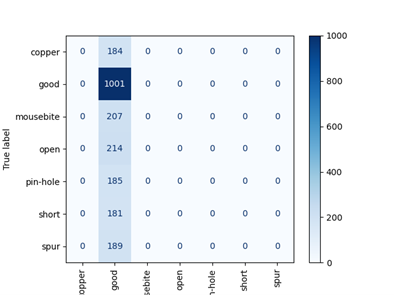 copper 0 184 0 0 0 0 0
good 0 1001 0 0 0 0 0
mousebite 0 207 0 0 0 0 0
open 0 214 0 0 0 0 0
pin-hole 0 185 0 0 0 0 0
short 0 181 0 0 0 0 0
spur 0 189 0 0 0 0 0
opper good sebite open n-hole short spur
True label
1000
800
600
400
200
0